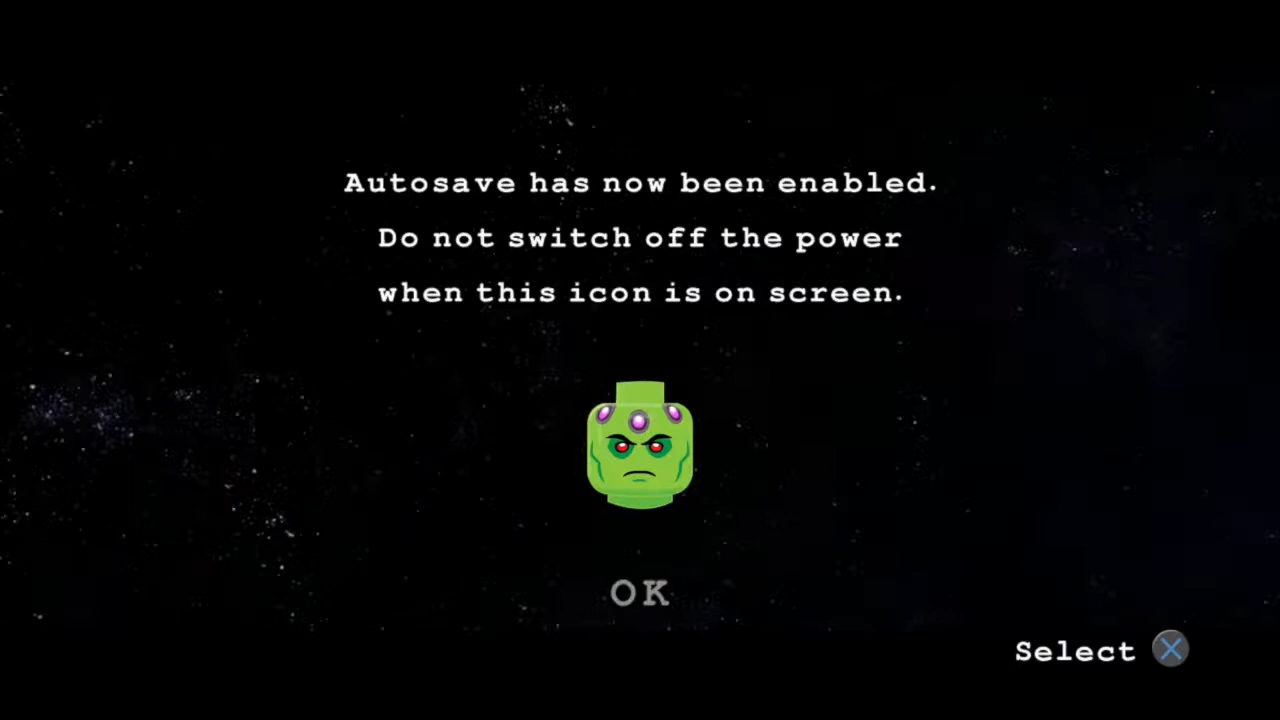 Autosave has now been enabled.
Do not switch off the power
when this icon is on screen.
OK
Select